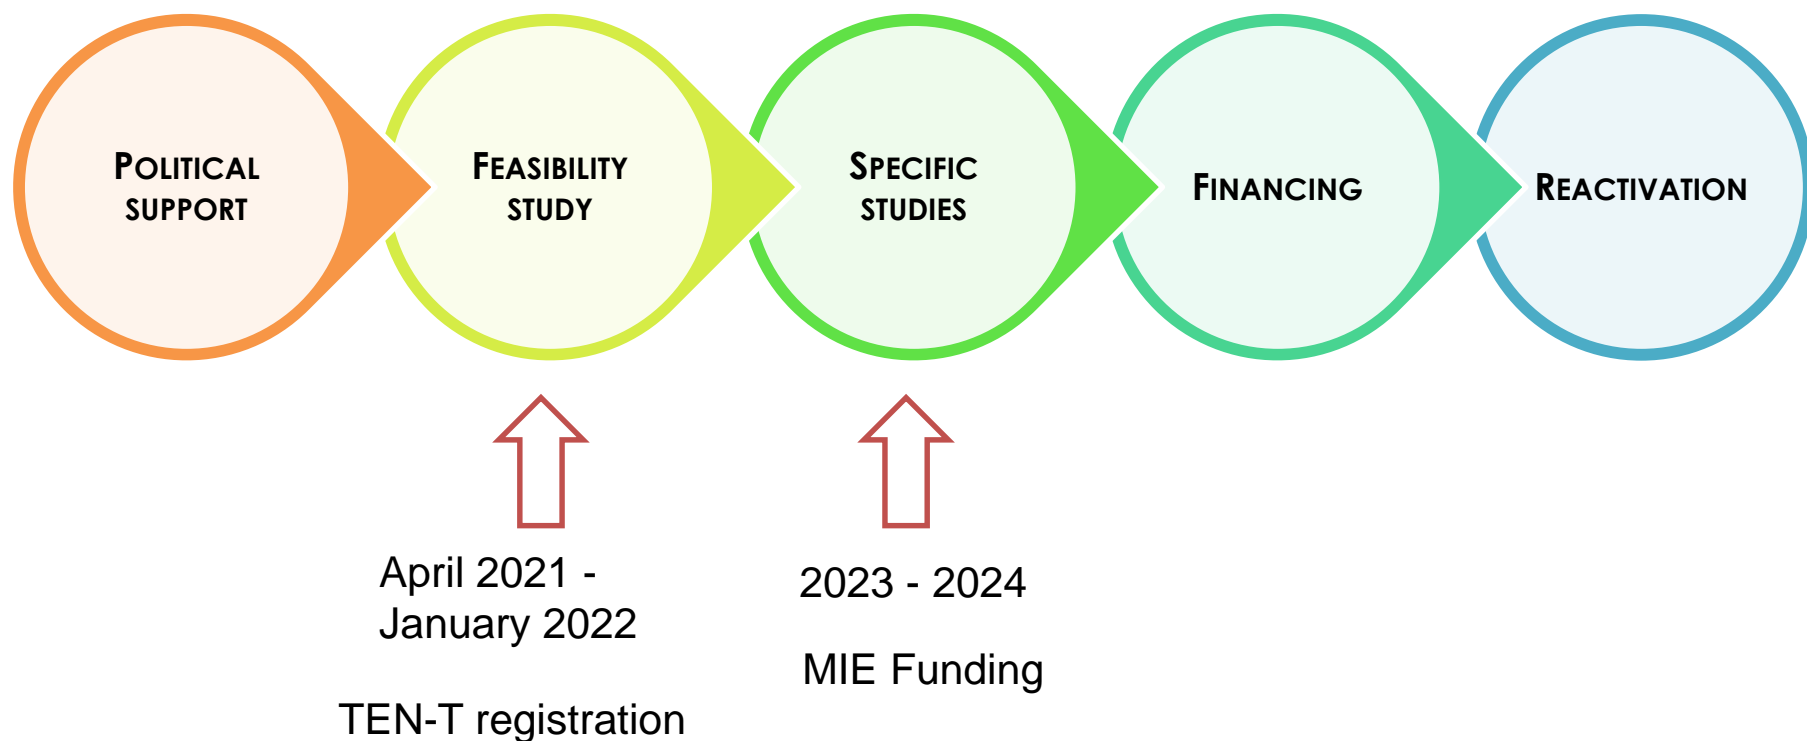 POLITICAL
SUPPORT
FEASIBILITY
STUDY
SPECIFIC
STUDIES
FINANCING
REACTIVATION
April 2021 -
January 2022
TEN-T registration
2023 - 2024
MIE Funding